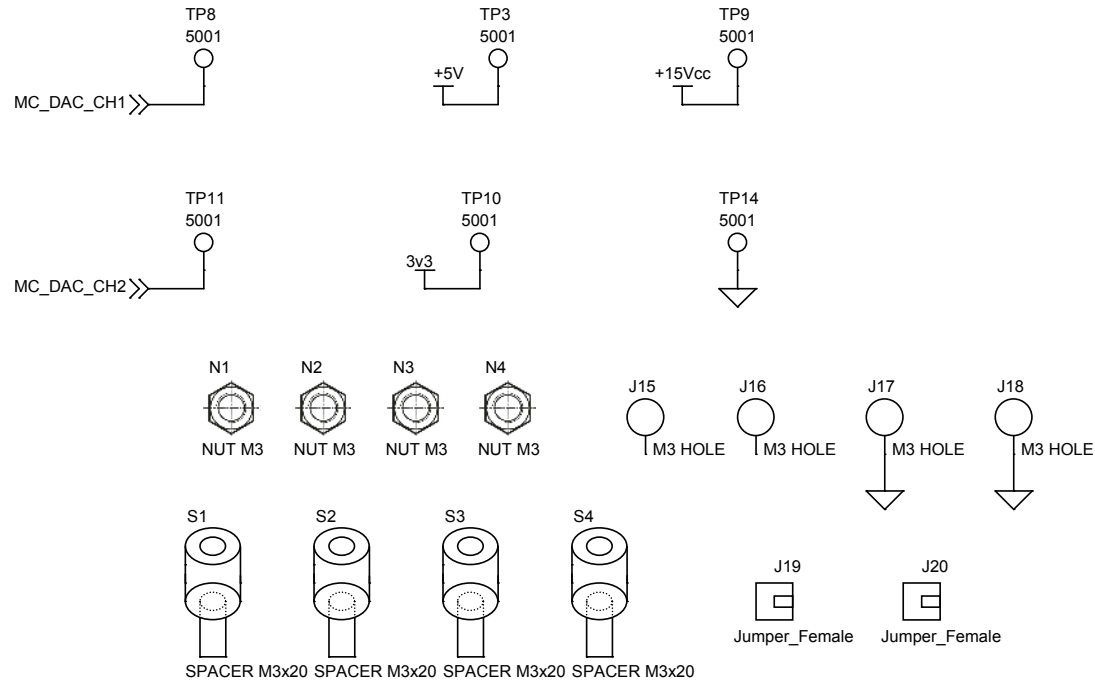 TP8
5001
MC_DAC_CH1
TP3
5001
+5V
TP9
5001
+15Vcc
TP11
5001
MC_DAC_CH2
TP10
5001
3v3
TP14
5001
N1
NUT M3
N2
NUT M3
N3
NUT M3
N4
NUT M3
J15
M3 HOLE
J16
M3 HOLE
J17
M3 HOLE
J18
M3 HOLE
S1
SPACER M3x20
S2
SPACER M3x20
S3
SPACER M3x20
S4
SPACER M3x20
J19
Jumper_Female
J20
Jumper_Female